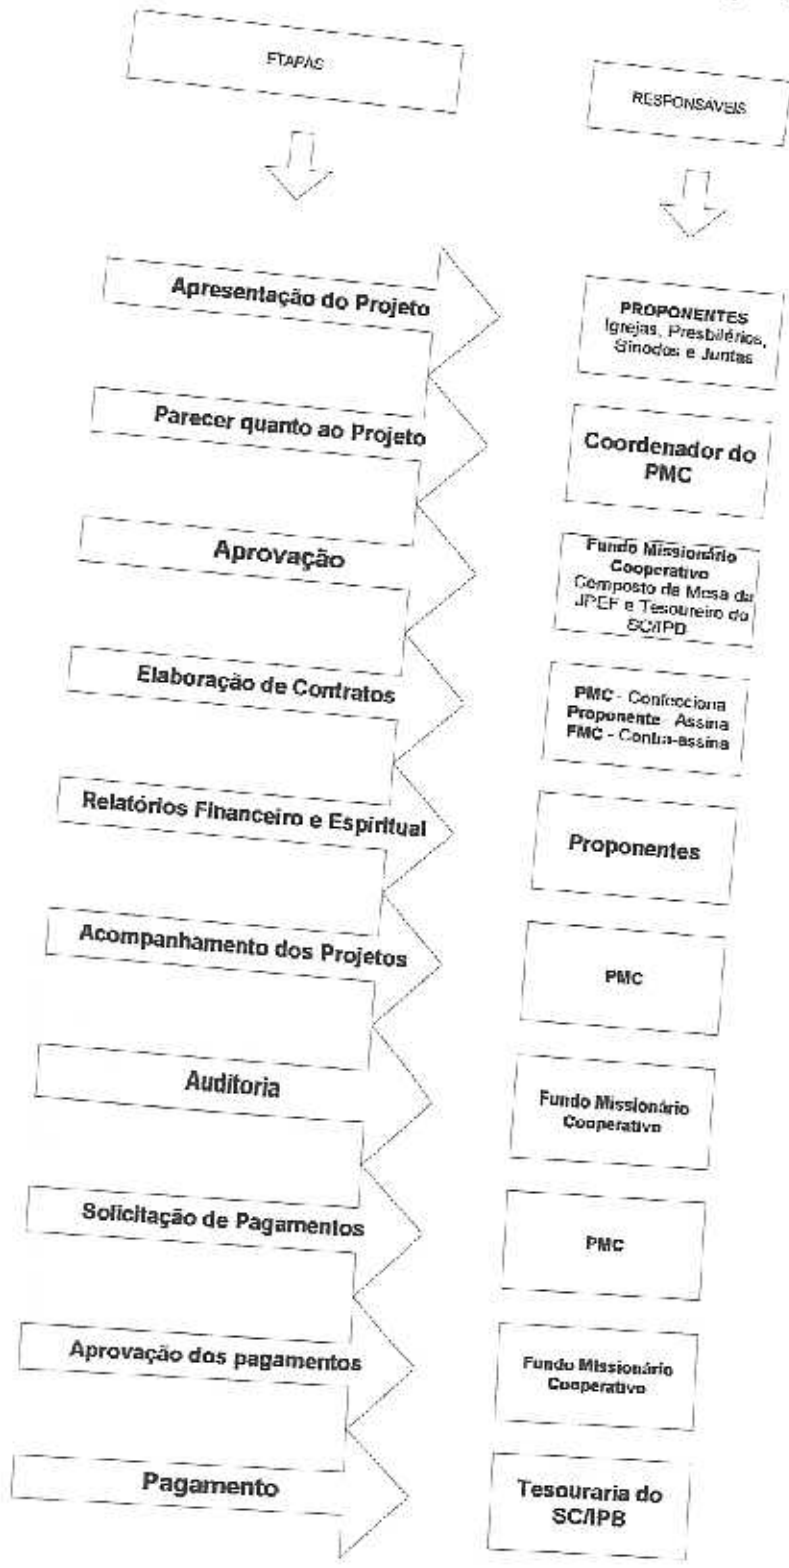 ETAPAS
RESPONSÁVEIS
Apresentação do Projeto
PROPONENTES
Igrejas, Presbitérios,
Sínodos e Juntas
Parecer quanto ao Projeto
Coordenador do
PMC
Aprovação
Fundo Missionário
Cooperativo
Composto da Mesa da
JPEF e Tesoureiro do
SC/IPB
Elaboração de Contratos
PMC - Confecciona
Proponente - Assina
FMC - Contra-assina
Relatórios Financeiro e Espiritual
Proponentes
Acompanhamento dos Projetos
PMC
Auditoria
Fundo Missionário
Cooperativo
Solicitação de Pagamentos
PMC
Aprovação dos pagamentos
Fundo Missionário
Cooperativo
Pagamento
Tesouraria do
SC/IPB